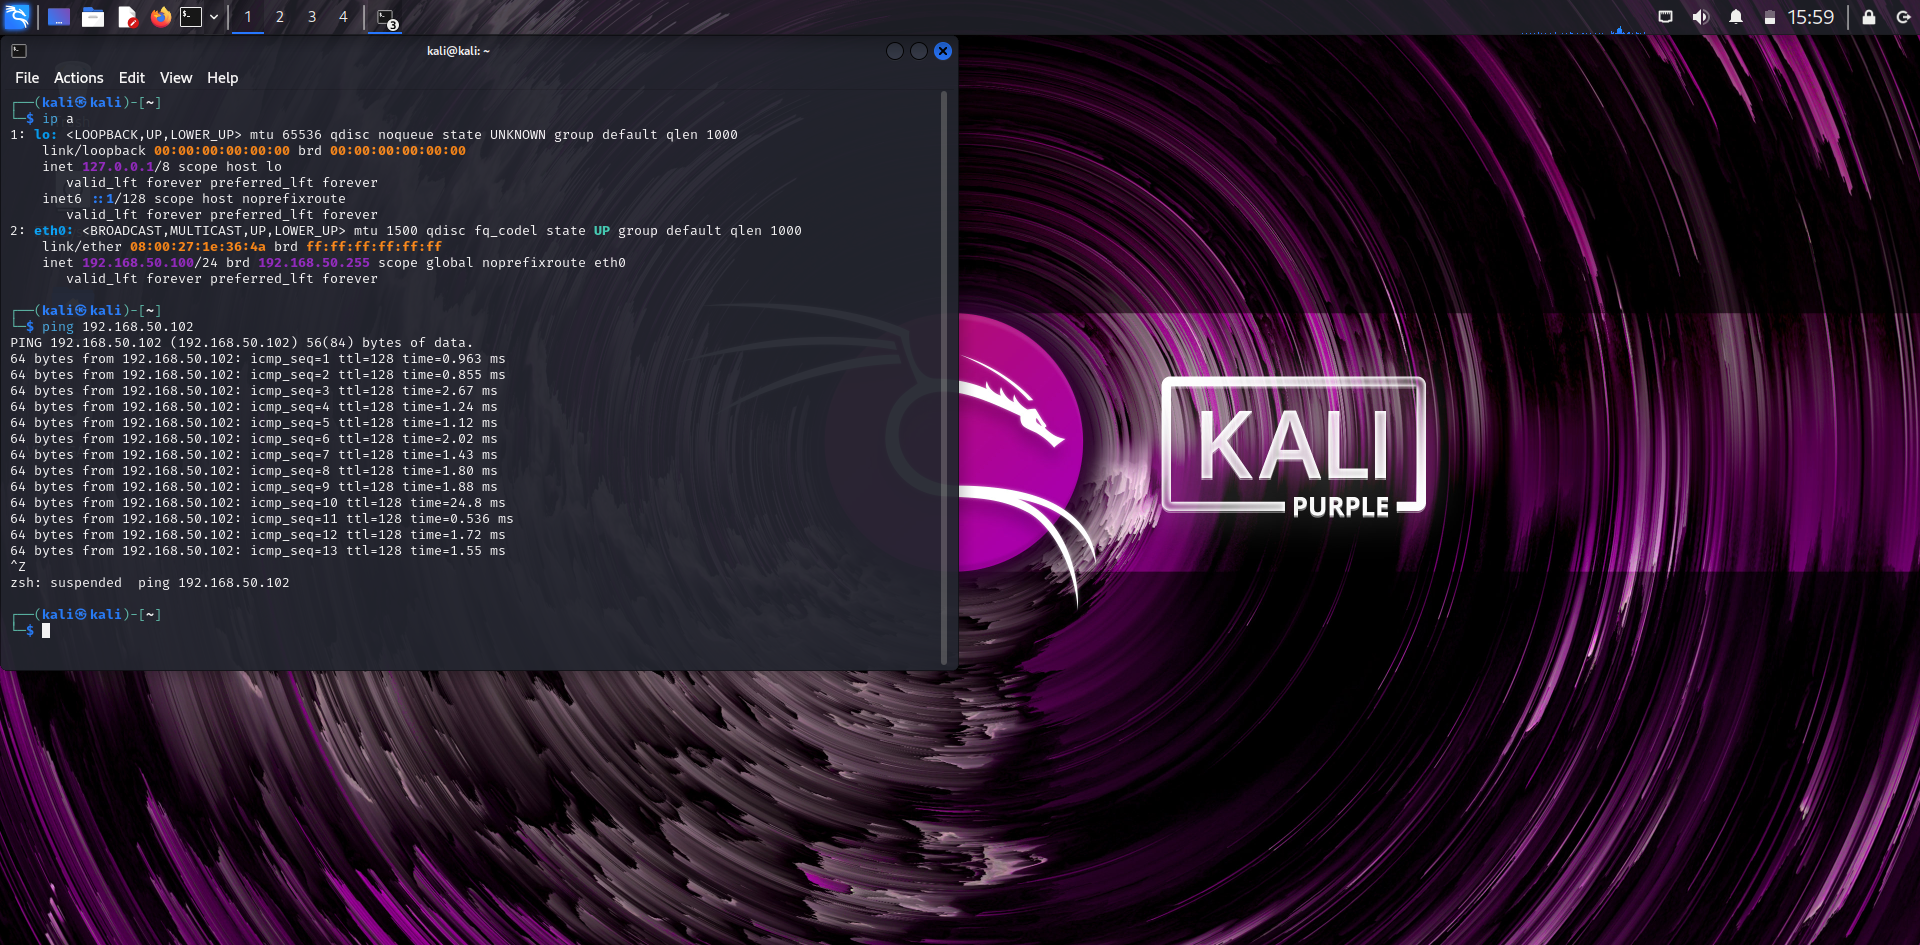 1 2 3 4 3 15:59
kali@kali: ~
File Actions Edit View Help
┌──(kali㉿kali)-[~]
└─$ ip a
1: lo: <LOOPBACK,UP,LOWER_UP> mtu 65536 qdisc noqueue state UNKNOWN group default qlen 1000
    link/loopback 00:00:00:00:00:00 brd 00:00:00:00:00:00
    inet 127.0.0.1/8 scope host lo
       valid_lft forever preferred_lft forever
    inet6 ::1/128 scope host noprefixroute
       valid_lft forever preferred_lft forever
2: eth0: <BROADCAST,MULTICAST,UP,LOWER_UP> mtu 1500 qdisc fq_codel state UP group default qlen 1000
    link/ether 08:00:27:1e:36:4a brd ff:ff:ff:ff:ff:ff
    inet 192.168.50.100/24 brd 192.168.50.255 scope global noprefixroute eth0
       valid_lft forever preferred_lft forever
┌──(kali㉿kali)-[~]
└─$ ping 192.168.50.102
PING 192.168.50.102 (192.168.50.102) 56(84) bytes of data.
64 bytes from 192.168.50.102: icmp_seq=1 ttl=128 time=0.963 ms
64 bytes from 192.168.50.102: icmp_seq=2 ttl=128 time=0.855 ms
64 bytes from 192.168.50.102: icmp_seq=3 ttl=128 time=2.67 ms
64 bytes from 192.168.50.102: icmp_seq=4 ttl=128 time=1.24 ms
64 bytes from 192.168.50.102: icmp_seq=5 ttl=128 time=1.12 ms
64 bytes from 192.168.50.102: icmp_seq=6 ttl=128 time=2.02 ms
64 bytes from 192.168.50.102: icmp_seq=7 ttl=128 time=1.43 ms
64 bytes from 192.168.50.102: icmp_seq=8 ttl=128 time=1.80 ms
64 bytes from 192.168.50.102: icmp_seq=9 ttl=128 time=1.88 ms
64 bytes from 192.168.50.102: icmp_seq=10 ttl=128 time=24.8 ms
64 bytes from 192.168.50.102: icmp_seq=11 ttl=128 time=0.536 ms
64 bytes from 192.168.50.102: icmp_seq=12 ttl=128 time=1.72 ms
64 bytes from 192.168.50.102: icmp_seq=13 ttl=128 time=1.55 ms
^Z
zsh: suspended  ping 192.168.50.102
┌──(kali㉿kali)-[~]
└─$
KALI
PURPLE